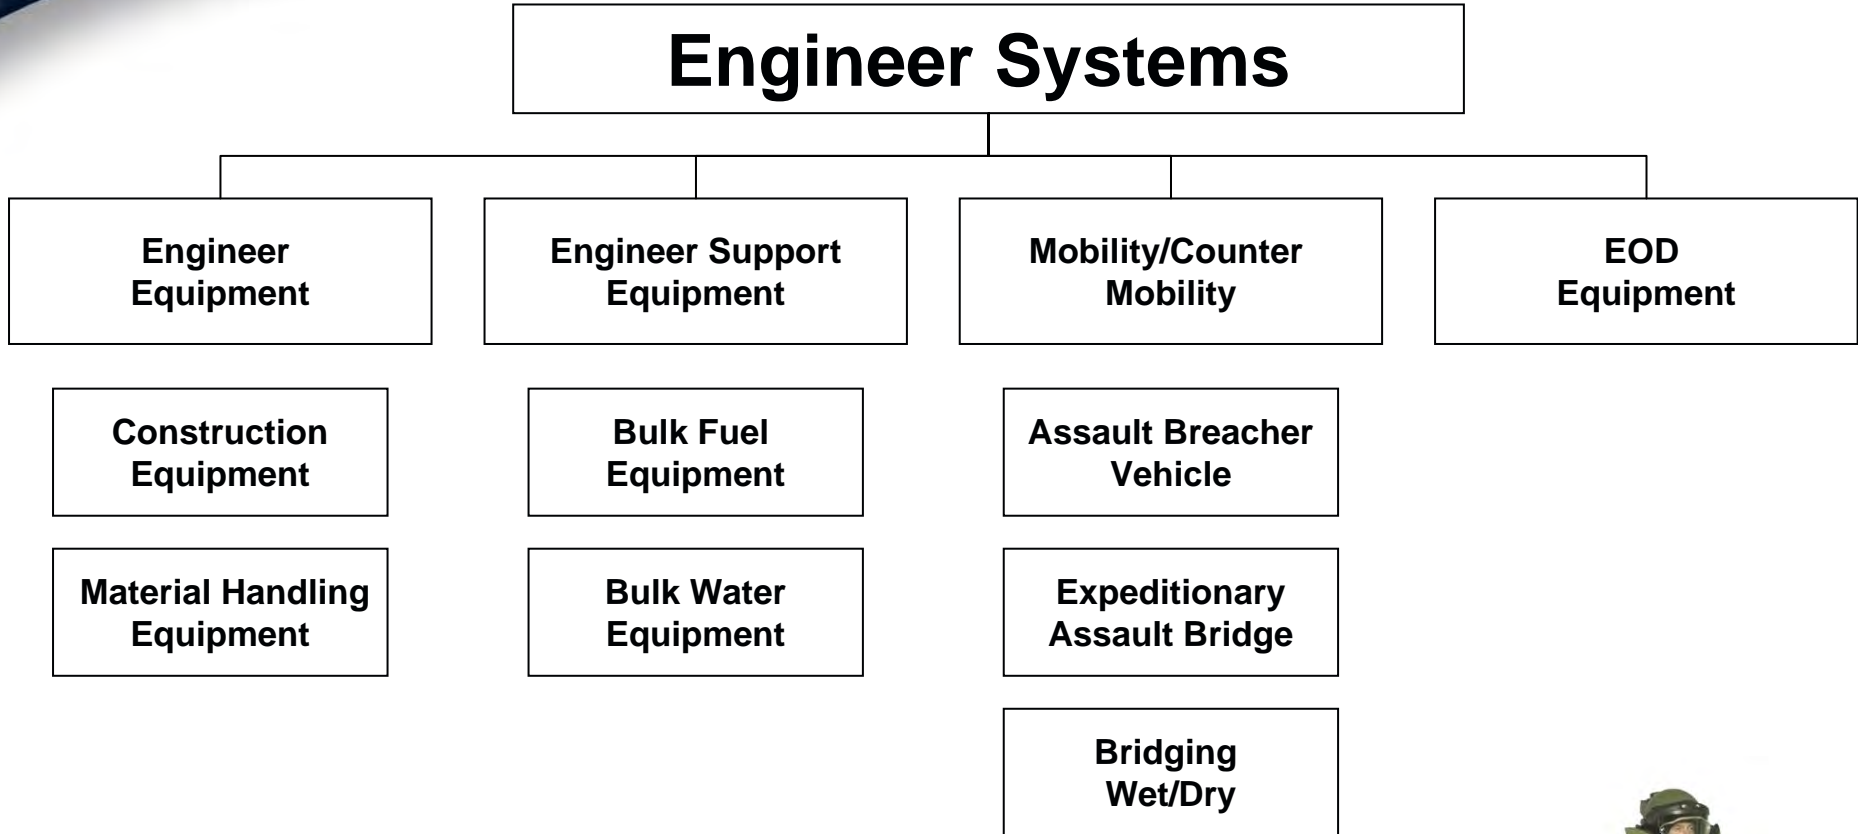 Engineer Systems
Engineer
Equipment
Engineer Support
Equipment
Mobility/Counter
Mobility
EOD
Equipment
Construction
Equipment
Bulk Fuel
Equipment
Assault Breacher
Vehicle
Material Handling
Equipment
Bulk Water
Equipment
Expeditionary
Assault Bridge
Bridging
Wet/Dry